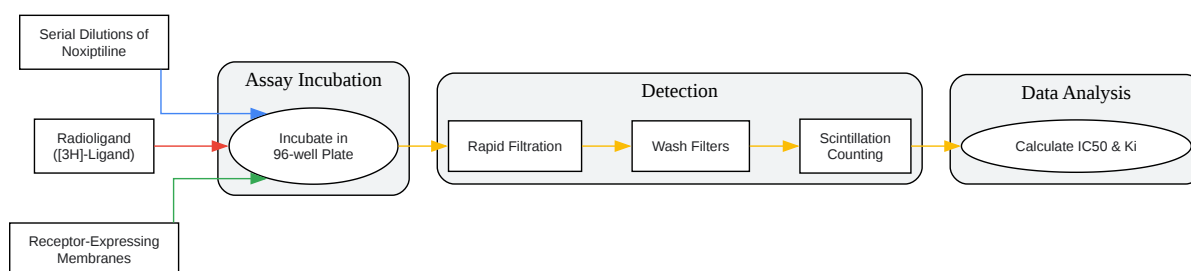 Serial Dilutions of
Noxiptiline
Radioligand
([3H]-Ligand)
Receptor-Expressing
Membranes
Assay Incubation
Incubate in
96-well Plate
Detection
Rapid Filtration
Wash Filters
Scintillation
Counting
Data Analysis
Calculate IC50 & Ki